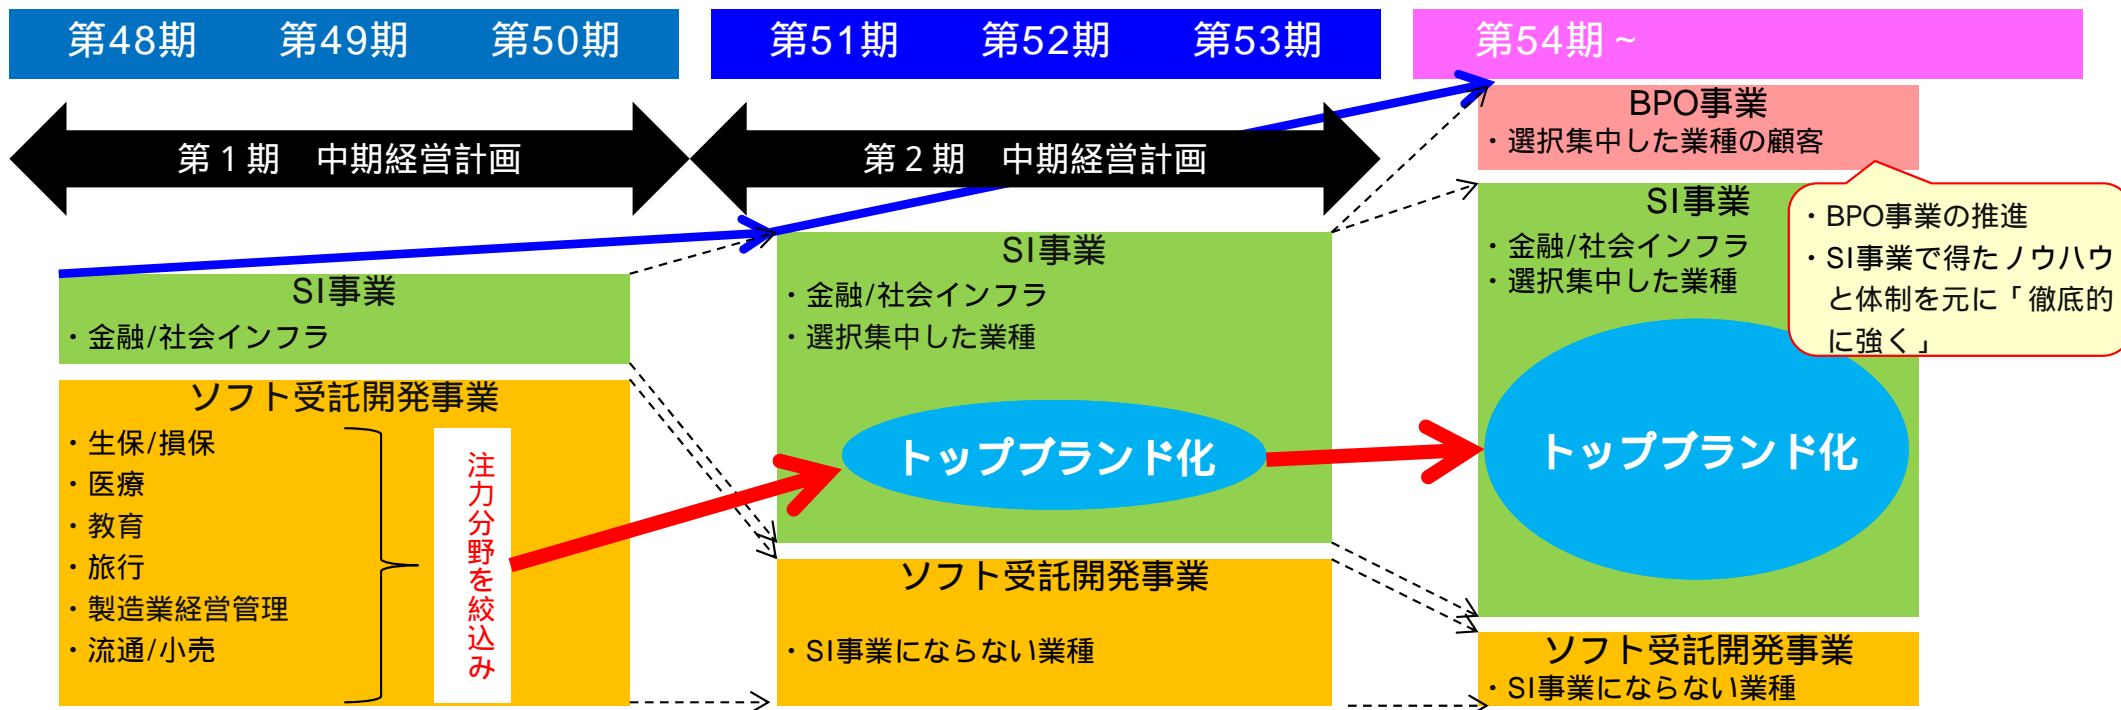 第48期 第49期 第50期 第51期 第52期 第53期 第54期~
第1期 中期経営計画
第2期 中期経営計画
SI事業
・金融/社会インフラ
ソフト受託開発事業
・生保/損保
・医療
・教育
・旅行
・製造業経営管理
・流通/小売
注力分野を絞込み
SI事業
・金融/社会インフラ
・選択集中した業種
トップブランド化
ソフト受託開発事業
・SI事業にならない業種
BPO事業
・選択集中した業種の顧客
SI事業
・金融/社会インフラ
・選択集中した業種
・BPO事業の推進
・SI事業で得たノウハウ
と体制を元に「徹底的
に強く」
トップブランド化
ソフト受託開発事業
・SI事業にならない業種